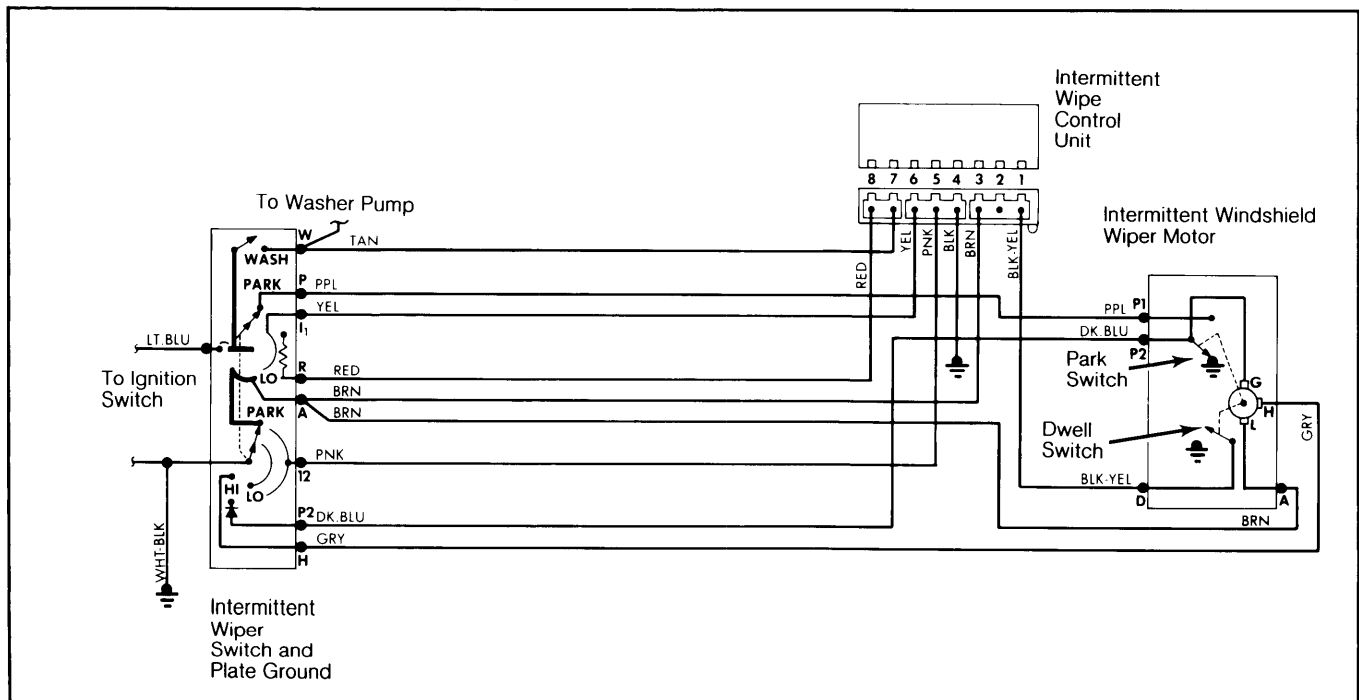 Intermittent
Wipe
Control
Unit
8 7 6 5 4 3 2 1
To Washer Pump
Intermittent Windshield
Wiper Motor
W
TAN
WASH
RED
YEL
PNK
BLK
BRN
BLK-YEL
PARK
P
PPL
YEL
I1
LT.BLU
To Ignition
Switch
LO
R
RED
BRN
A
BRN
PARK
PNK
12
HI
LO
P2
DK.BLU
GRY
H
WHT-BLK
PPL
P1
DK.BLU
P2
Park
Switch
G
H
L
GRY
Dwell
Switch
BLK-YEL
D
A
BRN
Intermittent
Wiper
Switch and
Plate Ground